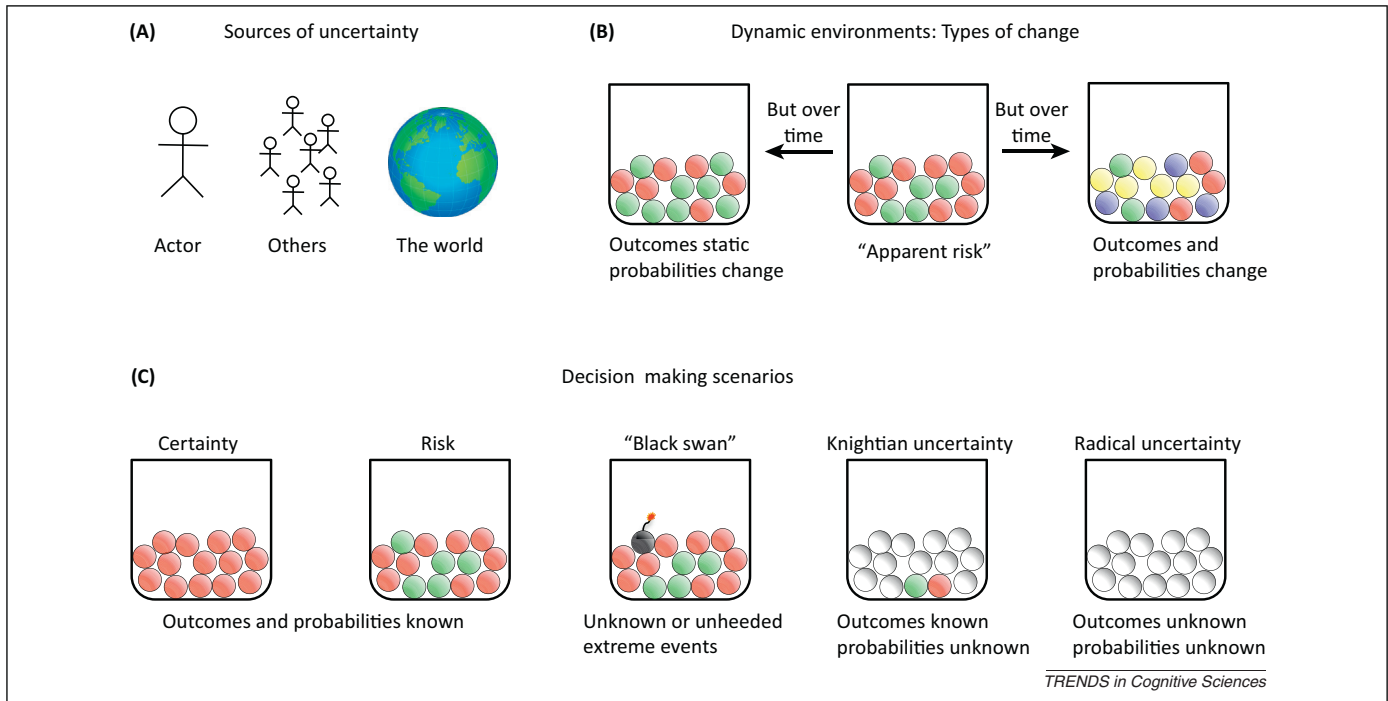 (A) Sources of uncertainty
Actor
Others
The world
(B) Dynamic environments: Types of change
But over
time
But over
time
Outcomes static
probabilities change
“Apparent risk”
Outcomes and
probabilities change
(C) Decision making scenarios
Certainty
Risk
“Black swan”
Knightian uncertainty
Radical uncertainty
Outcomes and probabilities known
Unknown or unheeded
extreme events
Outcomes known
probabilities unknown
Outcomes unknown
probabilities unknown
TRENDS in Cognitive Sciences